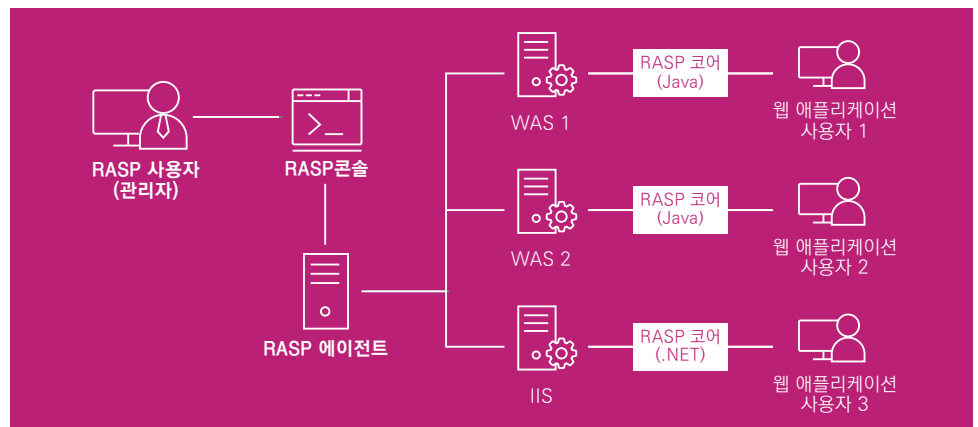 RASP 사용자
(관리자)
RASP콘솔
RASP 에이전트
WAS 1
RASP 코어
(Java)
웹 애플리케이션
사용자 1
WAS 2
RASP 코어
(Java)
웹 애플리케이션
사용자 2
IIS
RASP 코어
(.NET)
웹 애플리케이션
사용자 3